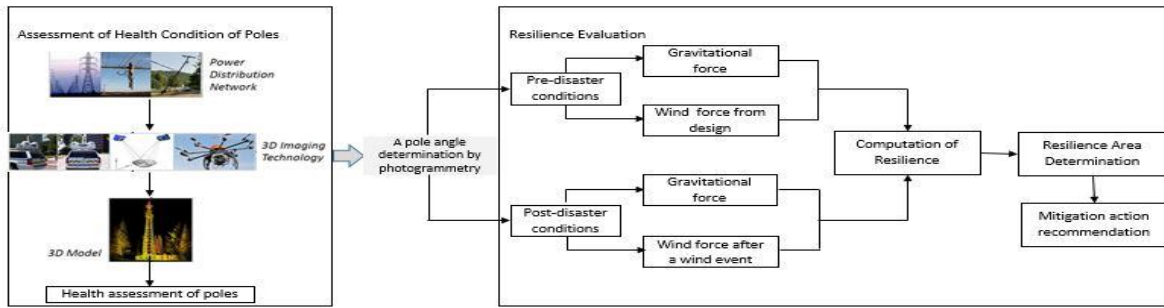 Assessment of Health Condition of Poles
Power
Distribution
Network
3D Imaging
Technology
3D Model
Health assessment of poles
A pole angle
determination by
photogrammetry
Resilience Evaluation
Pre-disaster
conditions
Gravitational
force
Wind force from
design
Post-disaster
conditions
Gravitational
force
Wind force after
a wind event
Computation of
Resilience
Resilience Area
Determination
Mitigation action
recommendation